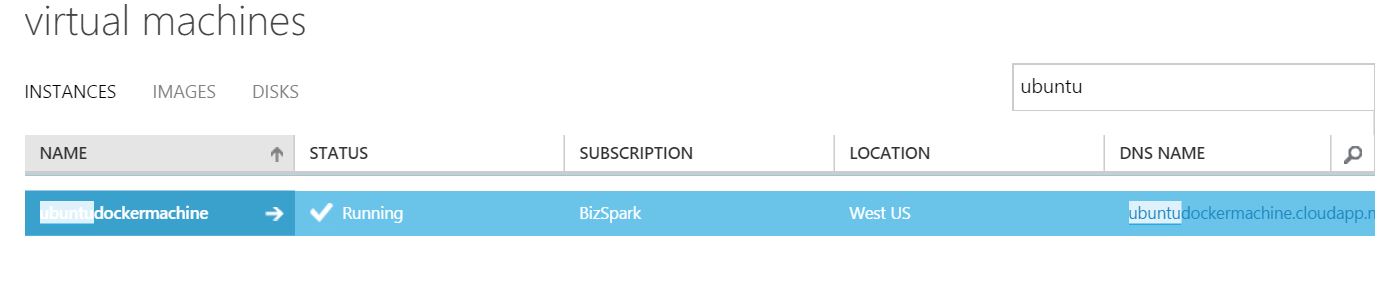 virtual machines
INSTANCES IMAGES DISKS
ubuntu
NAME STATUS SUBSCRIPTION LOCATION DNS NAME
ubuntudockermachine Running BizSpark West US ubuntudockermachine.cloudapp.n